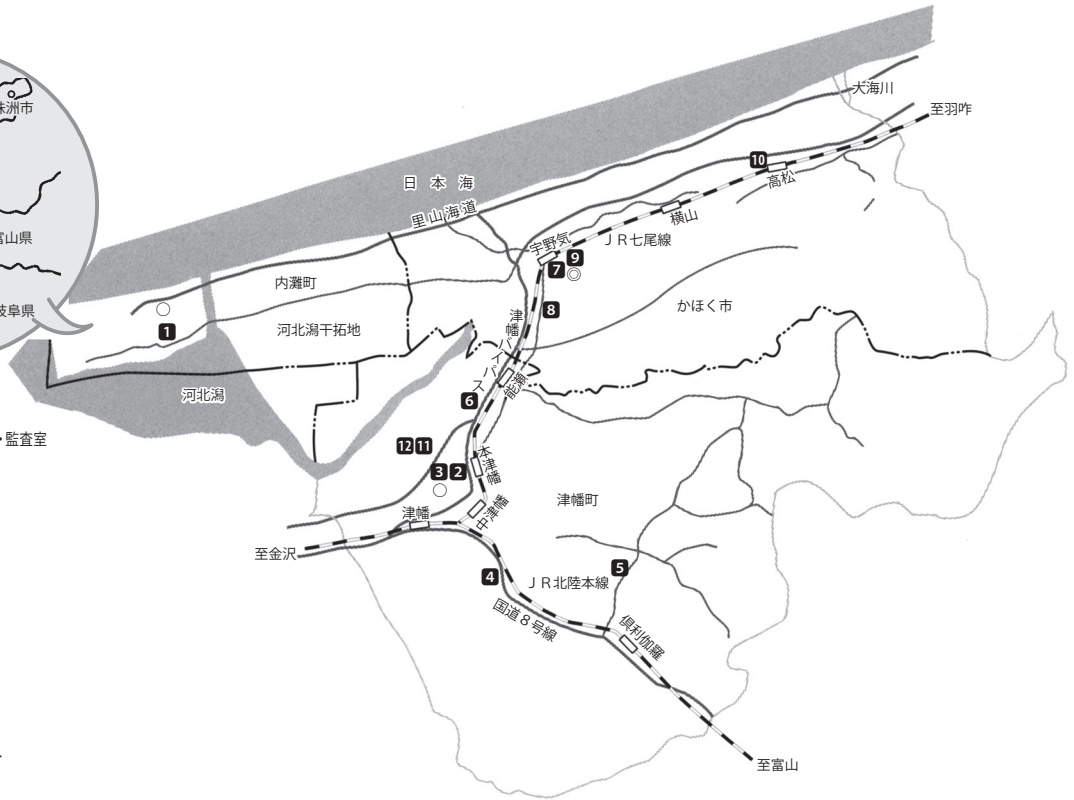 珠洲市
富山県
岐阜県
・監査室
大海川
至羽咋
10
高松
日本海
里山海道
横山
宇野気
JR七尾線
9
7
内灘町
8
かほく市
1
津幡バイパス
河北潟干拓地
河北潟
6
12 11
本津幡
3 2
津幡町
中津幡
津幡
至金沢
4
JR北陸本線
5
国道8号線
倶利伽羅
至富山